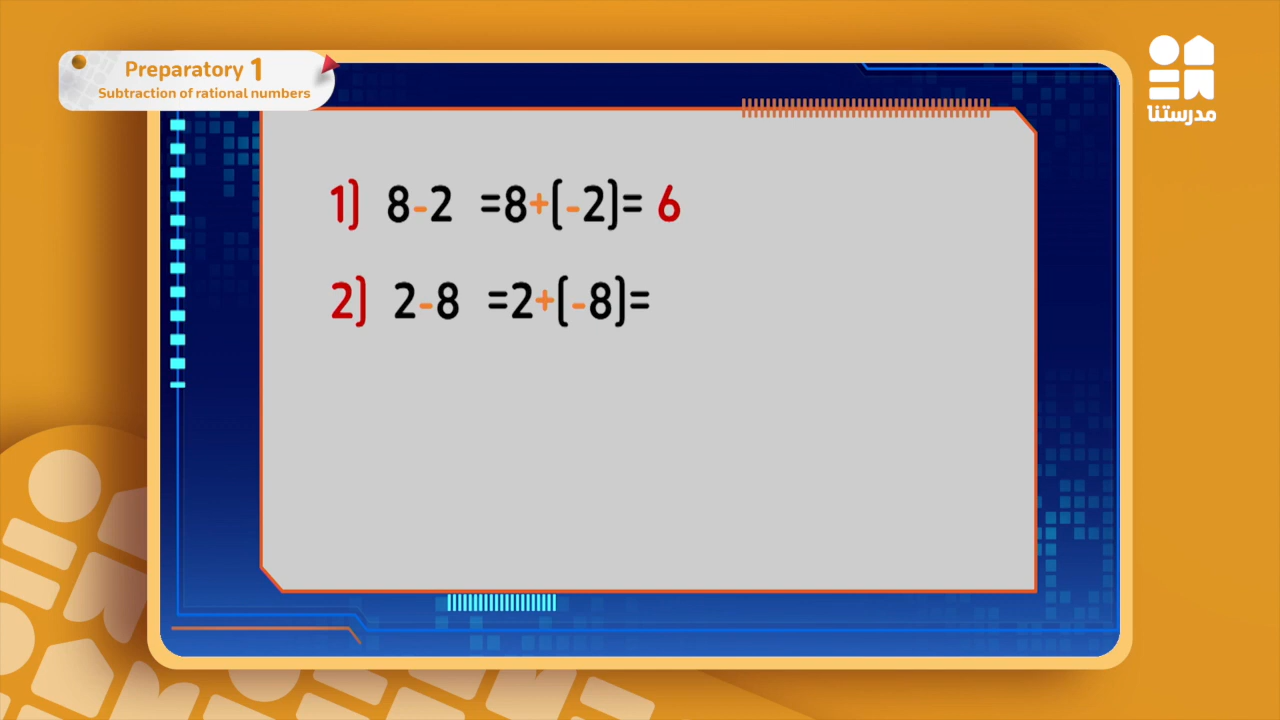 Preparatory 1
Subtraction of rational numbers
مدرستنا
1) 8-2 =8+(-2)= 6
2) 2-8 =2+(-8)=